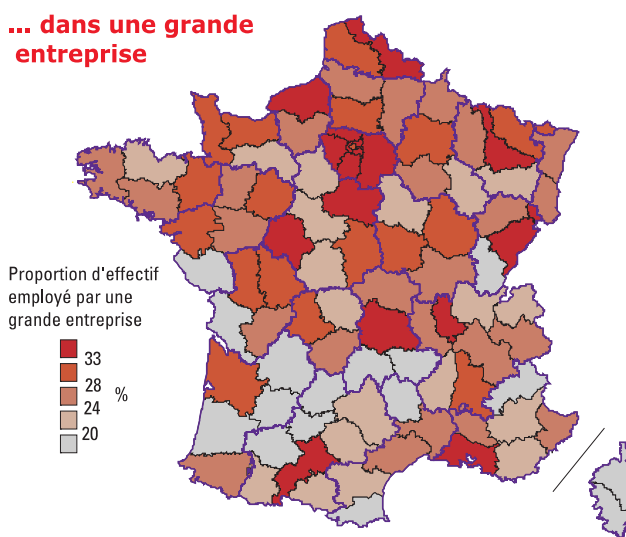 ... dans une grande
entreprise
Proportion d'effectif
employé par une
grande entreprise
33
28
24 %
20